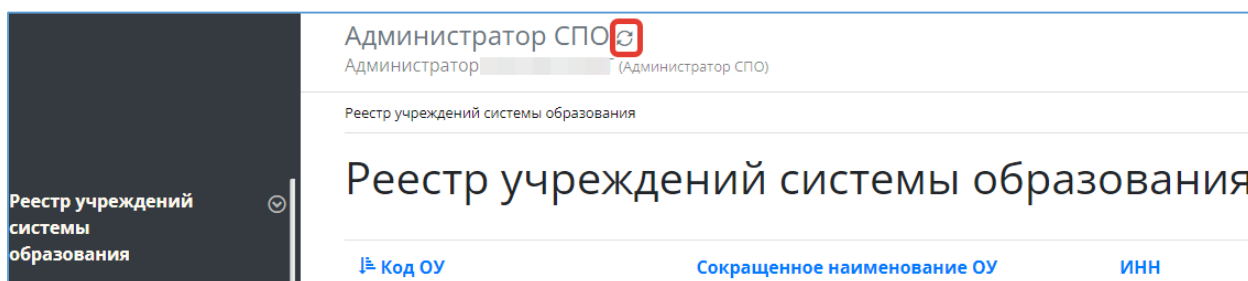 Администратор СПО
Администратор (Администратор СПО)
Реестр учреждений системы образования
Реестр учреждений системы образования
Реестр учреждений
системы
образования
Код ОУ Сокращенное наименование ОУ ИНН